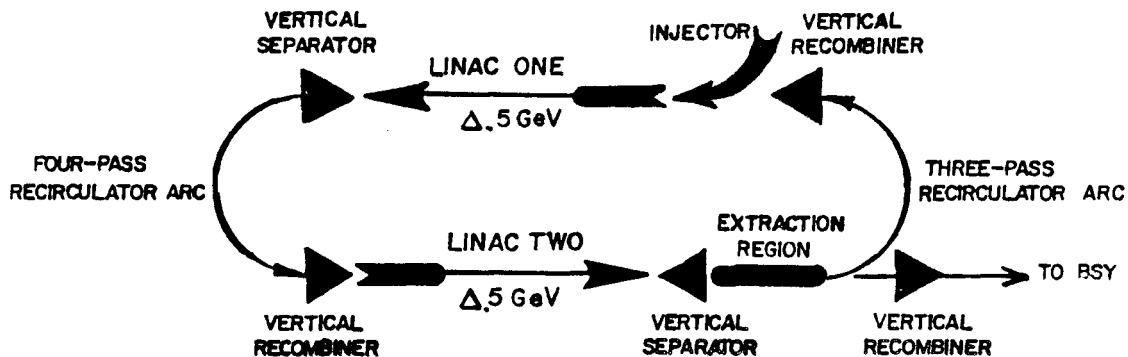 VERTICAL
SEPARATOR
INJECTOR
VERTICAL
RECOMBINER
LINAC ONE
Δ.5 GeV
FOUR-PASS
RECIRCULATOR ARC
THREE-PASS
RECIRCULATOR ARC
LINAC TWO
Δ.5 GeV
EXTRACTION
REGION
TO BSY
VERTICAL
RECOMBINER
VERTICAL
SEPARATOR
VERTICAL
RECOMBINER